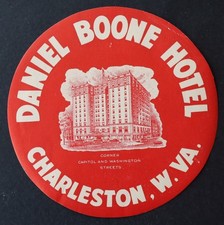 DANIEL BOONE HOTEL
CORNER
CAPITOL AND WASHINGTON
STREETS
CHARLESTON, W.VA.